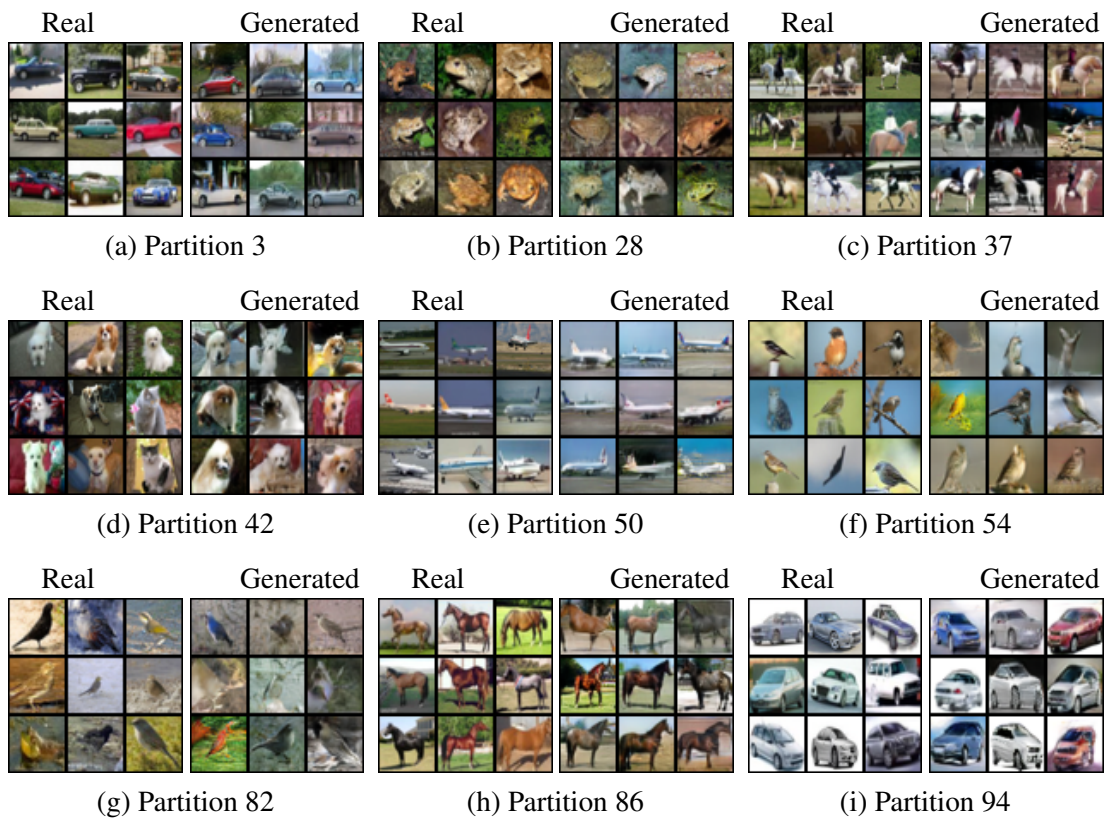 Real Generated Real Generated Real Generated
(a) Partition 3 (b) Partition 28 (c) Partition 37
Real Generated Real Generated Real Generated
(d) Partition 42 (e) Partition 50 (f) Partition 54
Real Generated Real Generated Real Generated
(g) Partition 82 (h) Partition 86 (i) Partition 94